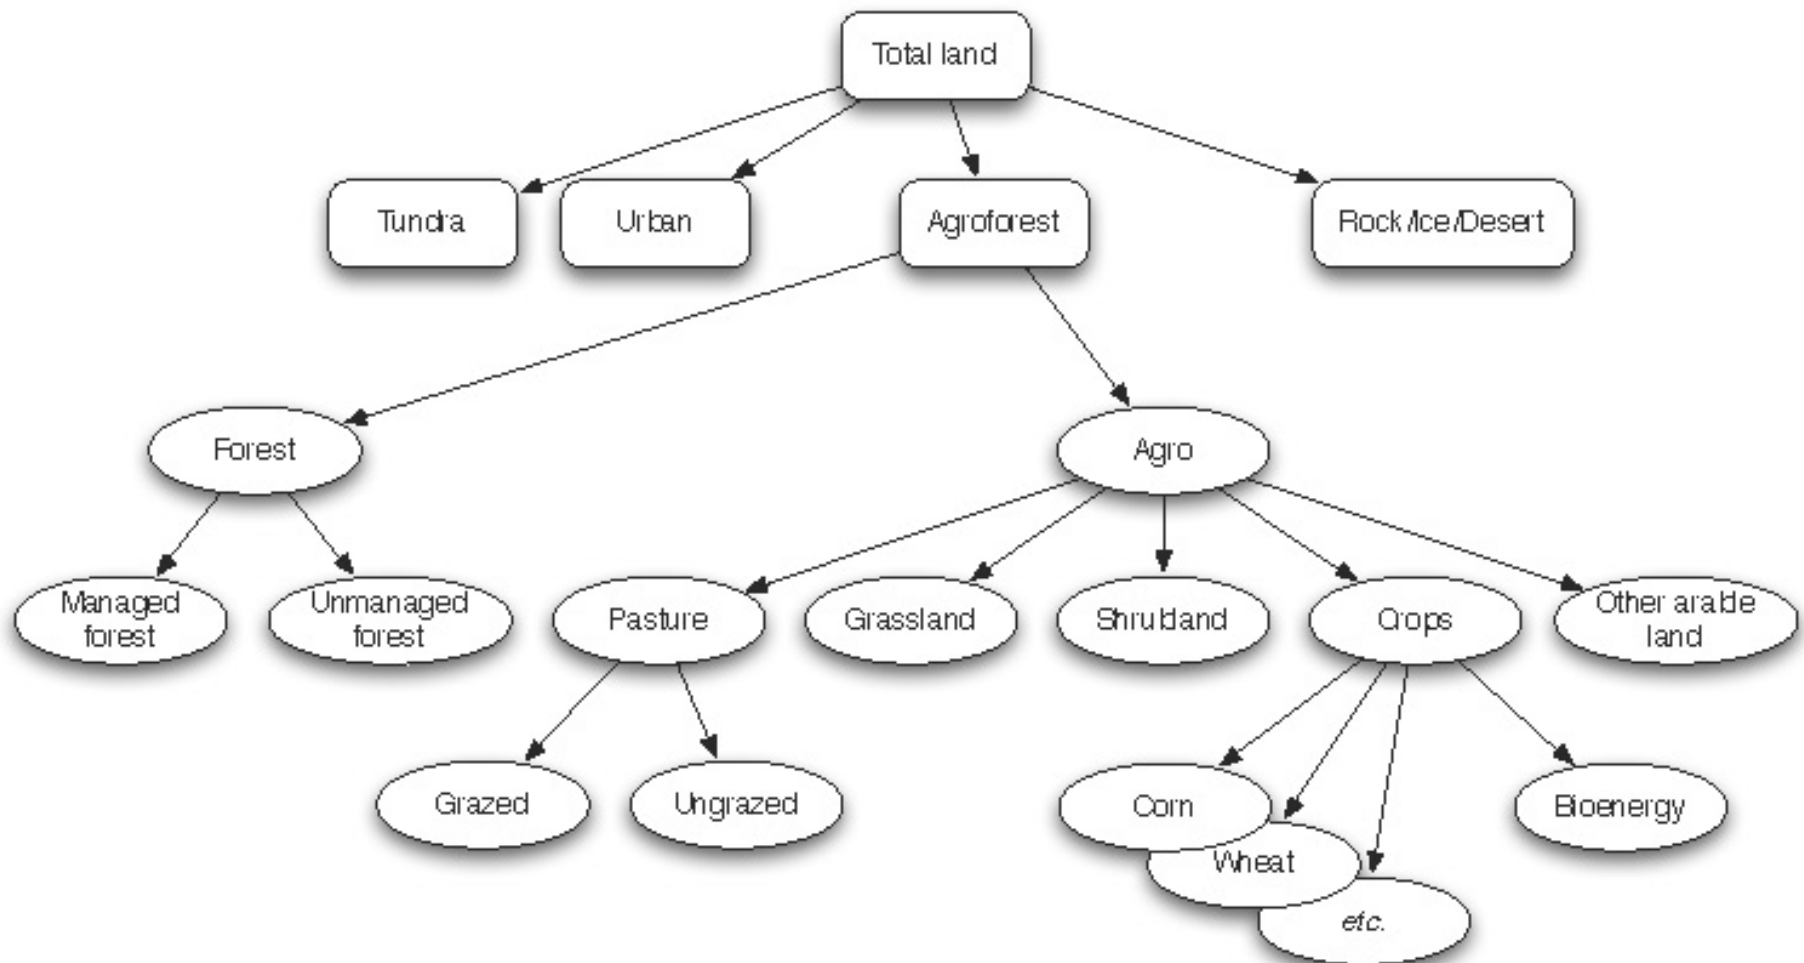 Total land
Tundra
Urban
Agroforest
Rock/Ice/Desert
Forest
Agro
Managed
forest
Unmanaged
forest
Pasture
Grassland
Shrubland
Crops
Other arable
land
Grazed
Ungrazed
Corn
Wheat
etc.
Bioenergy